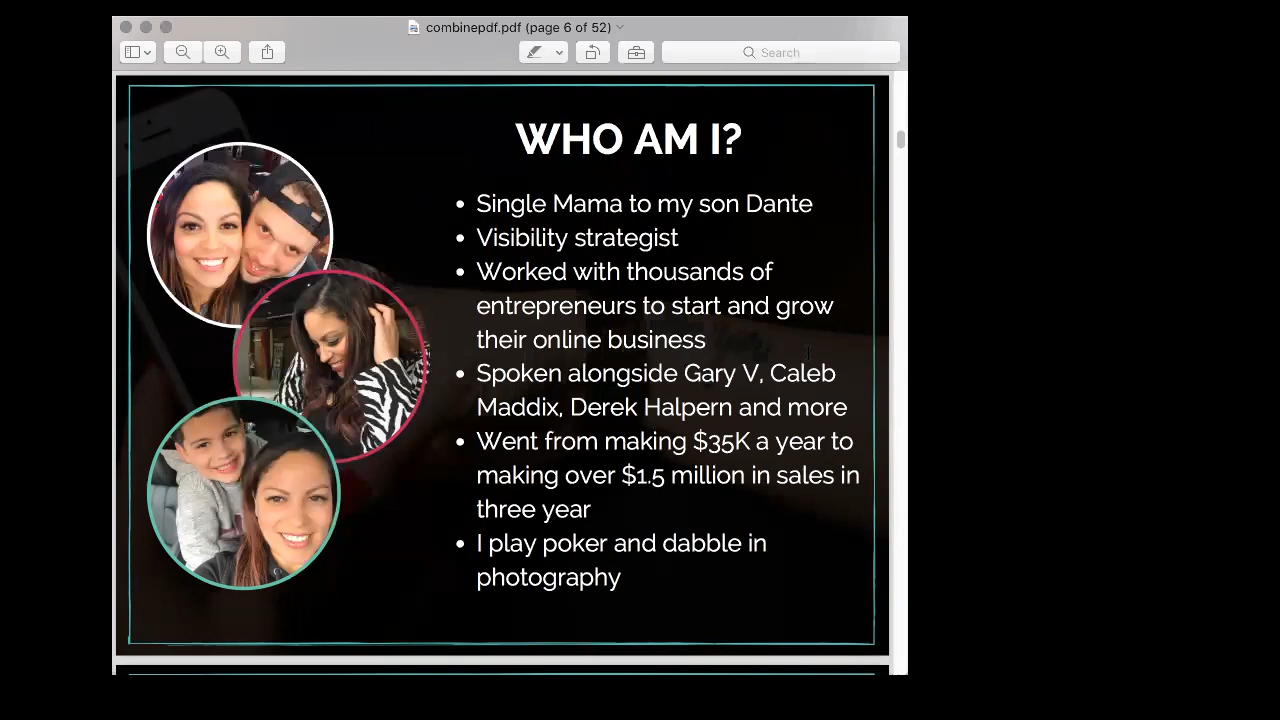 combinepdf.pdf (page 6 of 52)
Search
WHO AM I?
• Single Mama to my son Dante
• Visibility strategist
• Worked with thousands of
entrepreneurs to start and grow
their online business
• Spoken alongside Gary V, Caleb
Maddix, Derek Halpern and more
• Went from making $35K a year to
making over $1.5 million in sales in
three year
• I play poker and dabble in
photography